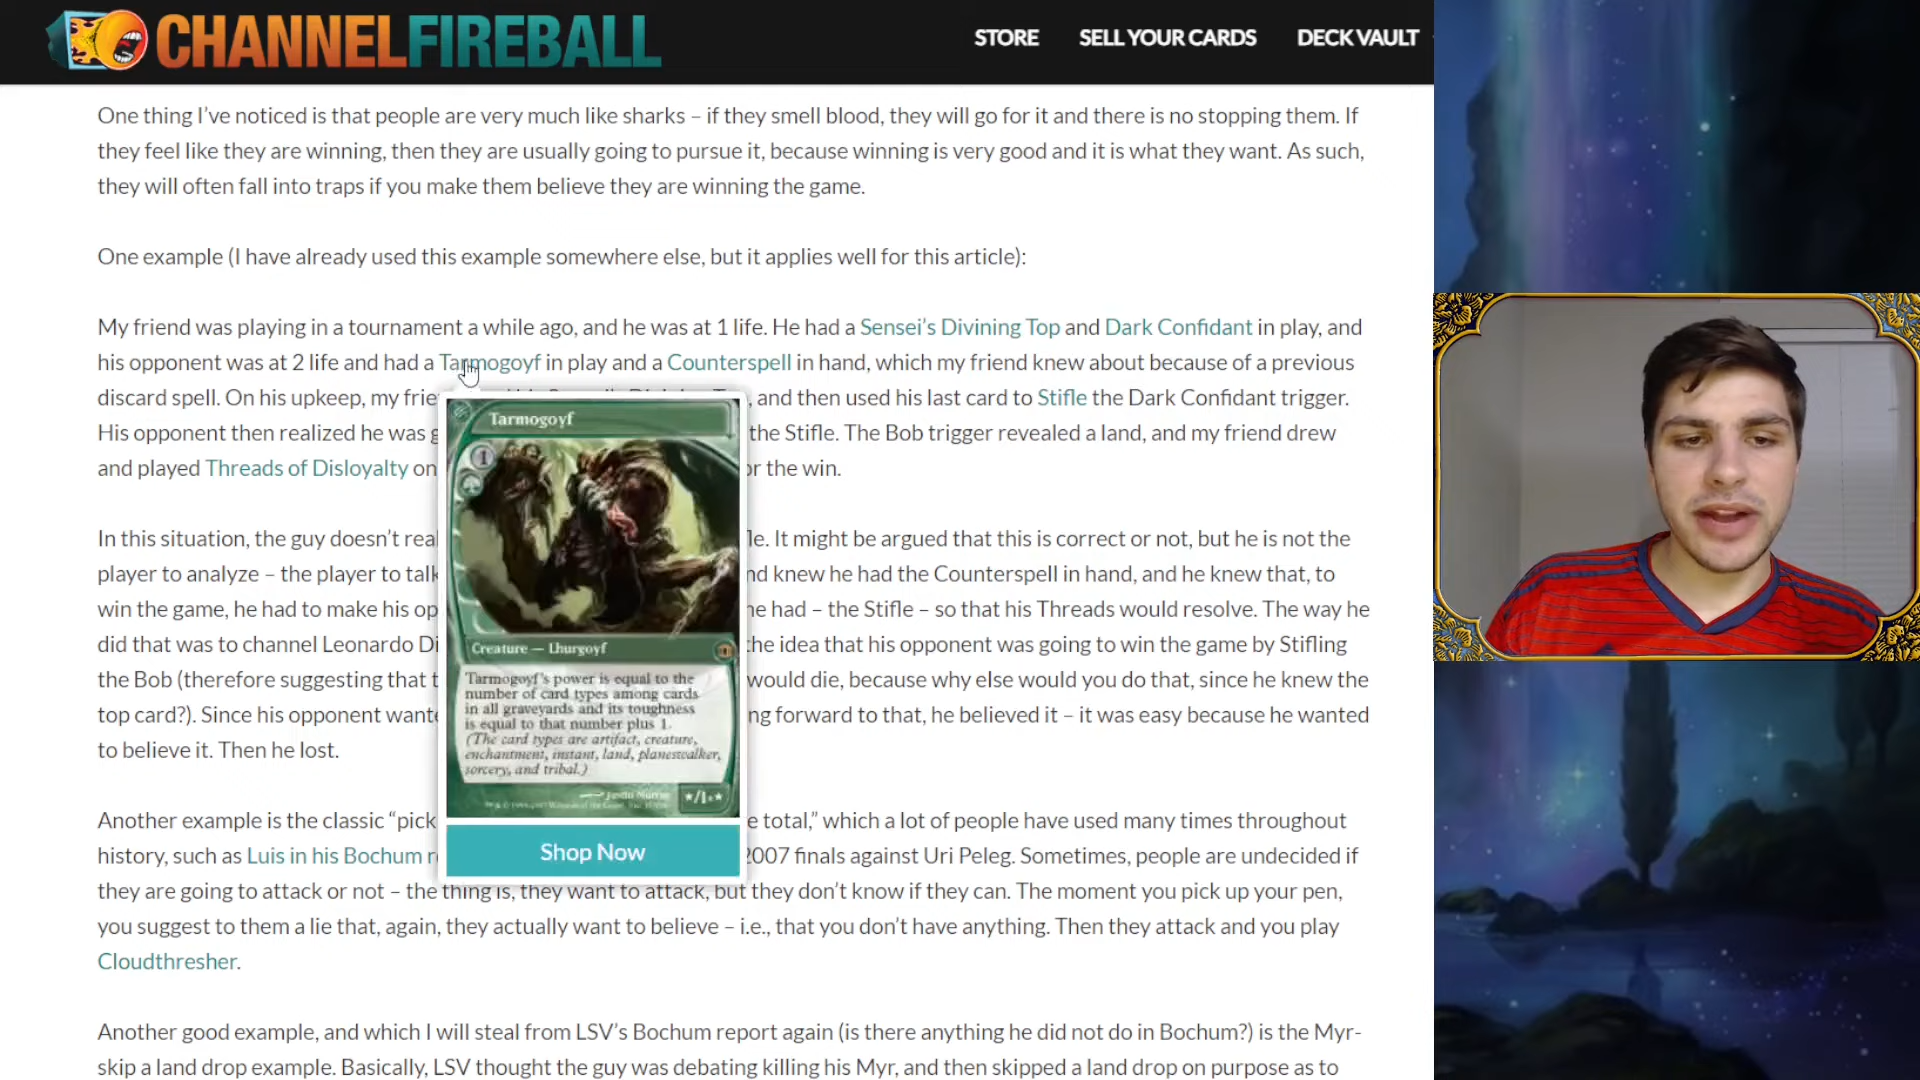 CHANNELFIREBALL
STORE SELL YOUR CARDS DECK VAULT
One thing I've noticed is that people are very much like sharks – if they smell blood, they will go for it and there is no stopping them. If
they feel like they are winning, then they are usually going to pursue it, because winning is very good and it is what they want. As such,
they will often fall into traps if you make them believe they are winning the game.
One example (I have already used this example somewhere else, but it applies well for this article):
My friend was playing in a tournament a while ago, and he was at 1 life. He had a Sensei's Divining Top and Dark Confidant in play, and
his opponent was at 2 life and had a Tarmogoyf in play and a Counterspell in hand, which my friend knew about because of a previous
discard spell. On his upkeep, my frie , and then used his last card to Stifle the Dark Confidant trigger.
His opponent then realized he was g the Stifle. The Bob trigger revealed a land, and my friend drew
and played Threads of Disloyalty on or the win.
In this situation, the guy doesn't real le. It might be argued that this is correct or not, but he is not the
player to analyze – the player to talk nd knew he had the Counterspell in hand, and he knew that, to
win the game, he had to make his op he had – the Stifle – so that his Threads would resolve. The way he
did that was to channel Leonardo Di the idea that his opponent was going to win the game by Stifling
the Bob (therefore suggesting that t would die, because why else would you do that, since he knew the
top card?). Since his opponent wante ng forward to that, he believed it – it was easy because he wanted
to believe it. Then he lost.
Another example is the classic “pick e total,” which a lot of people have used many times throughout
history, such as Luis in his Bochum r 2007 finals against Uri Peleg. Sometimes, people are undecided if
they are going to attack or not – the thing is, they want to attack, but they don't know if they can. The moment you pick up your pen,
you suggest to them a lie that, again, they actually want to believe – i.e., that you don't have anything. Then they attack and you play
Cloudthresher.
Another good example, and which I will steal from LSV's Bochum report again (is there anything he did not do in Bochum?) is the Myr-
skip a land drop example. Basically, LSV thought the guy was debating killing his Myr, and then skipped a land drop on purpose as to
Tarmogoyf
1
Creature — Lhurgoyf
Tarmogoyf's power is equal to the
number of card types among cards
in all graveyards and its toughness
is equal to that number plus 1.
(The card types are artifact, creature,
enchantment, instant, land, planeswalker,
sorcery, and tribal.)
Justin Murray
*/1+*
Shop Now